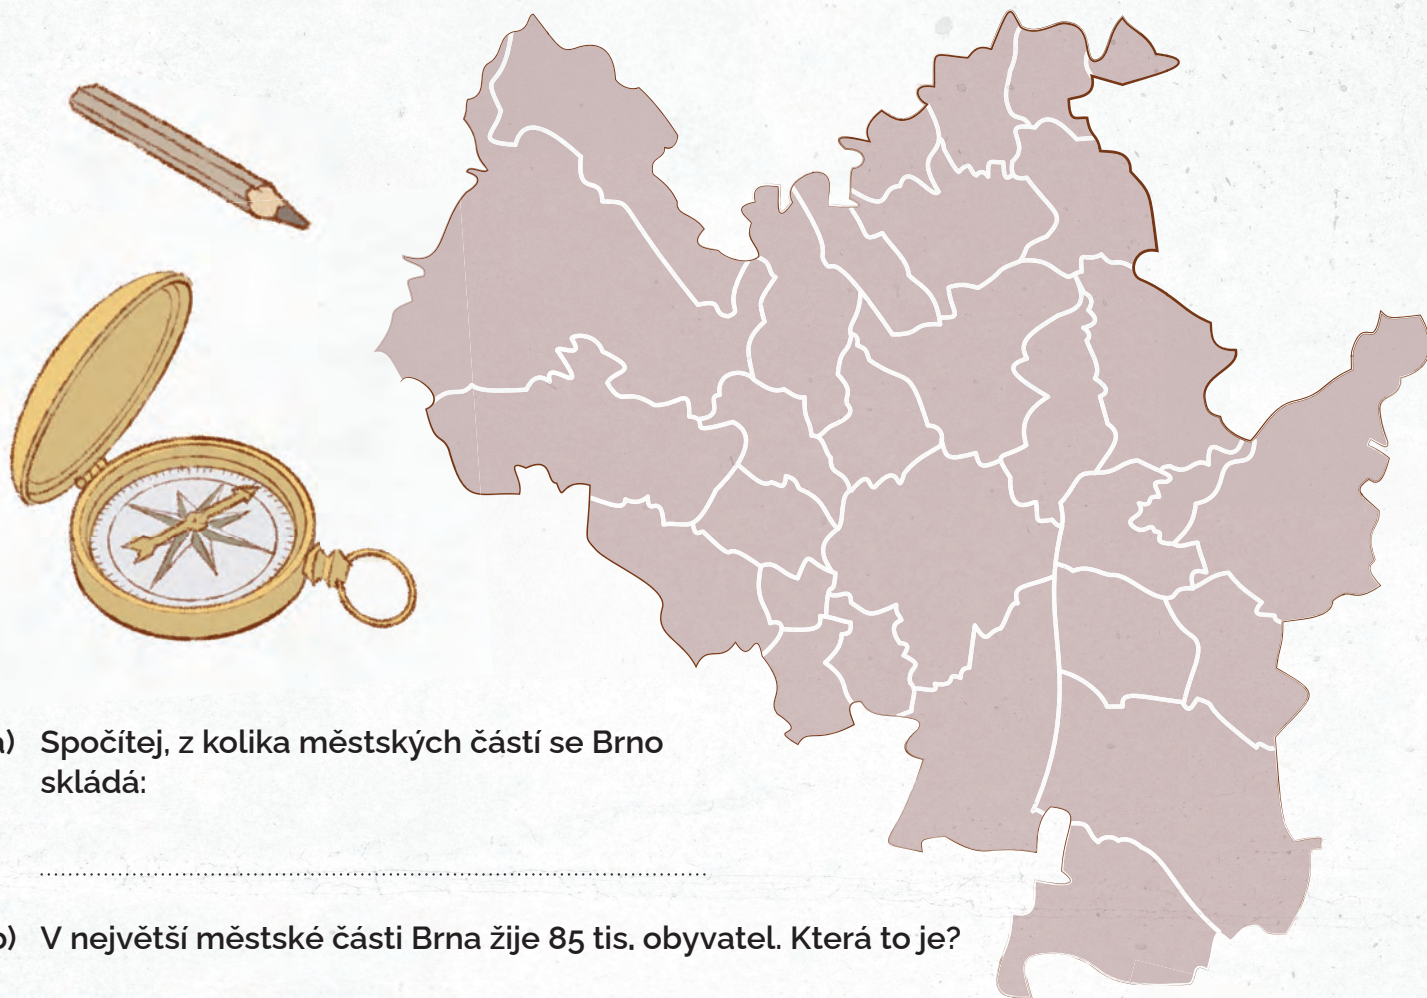 a) Spočítej, z kolika městských částí se Brno
skládá:
b) V největší městské části Brna žije 85 tis. obyvatel. Která to je?